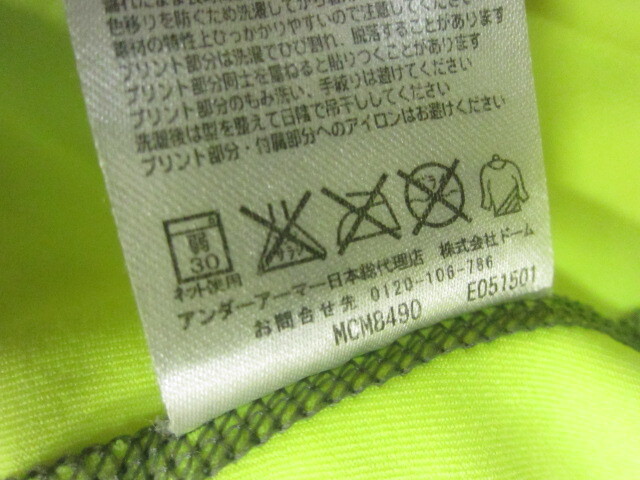 色移りを防ぐため洗濯してから
素材の特性上ひっかかりやすいので注意してください
プリント部分は洗濯でひび割れ、脱落することがあります
プリント部分同士を重ねると貼りつくことがあります
プリント部分のもみ洗い、手絞りは避けてください
洗濯後は型を整えて日陰で吊干ししてください
プリント部分・付属部分へのアイロンはお避けください
弱
30
ネット使用
アンダーアーマー日本総代理店 株式会社ドーム
お問合せ先 0120-106-786
MCM8490 E051501